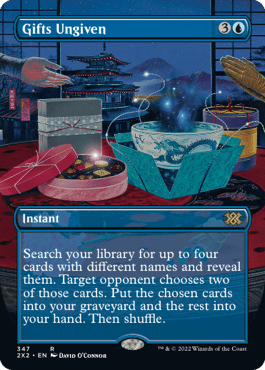 Gifts Ungiven 3
Instant
Search your library for up to four
cards with different names and reveal
them. Target opponent chooses two
of those cards. Put the chosen cards
into your graveyard and the rest into
your hand. Then shuffle.
347 R
2X2 • EN DAVID O'CONNOR
™ & © 2022 Wizards of the Coast